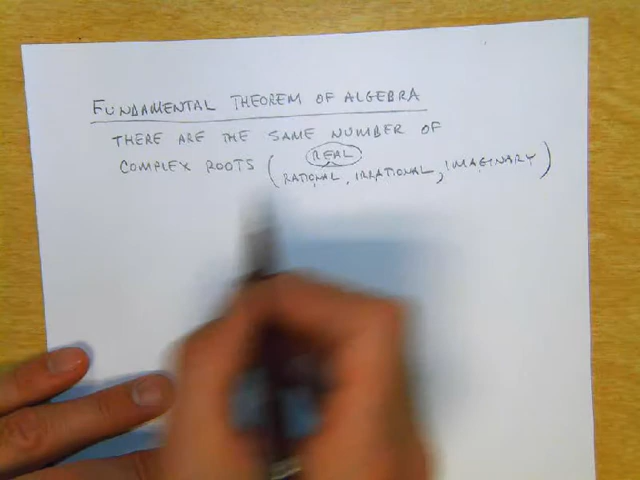 FUNDAMENTAL THEOREM OF ALGEBRA
THERE ARE THE SAME NUMBER OF
REAL
COMPLEX ROOTS (RATIONAL, IRRATIONAL, IMAGINARY)